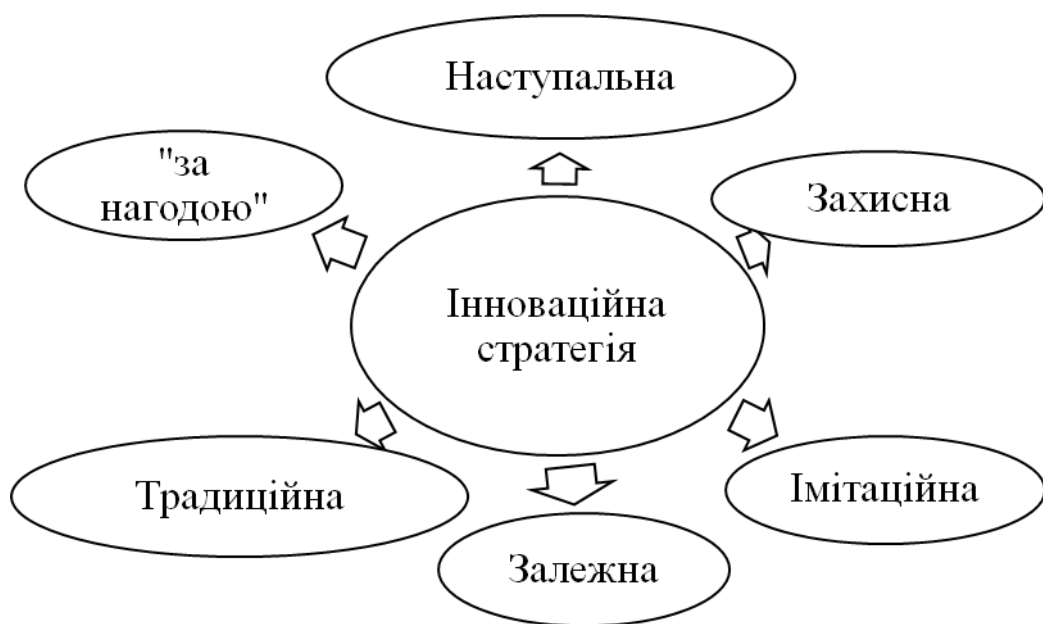 Наступальна
"за
нагодою"
Захисна
Інноваційна
стратегія
Традиційна
Імітаційна
Залежна